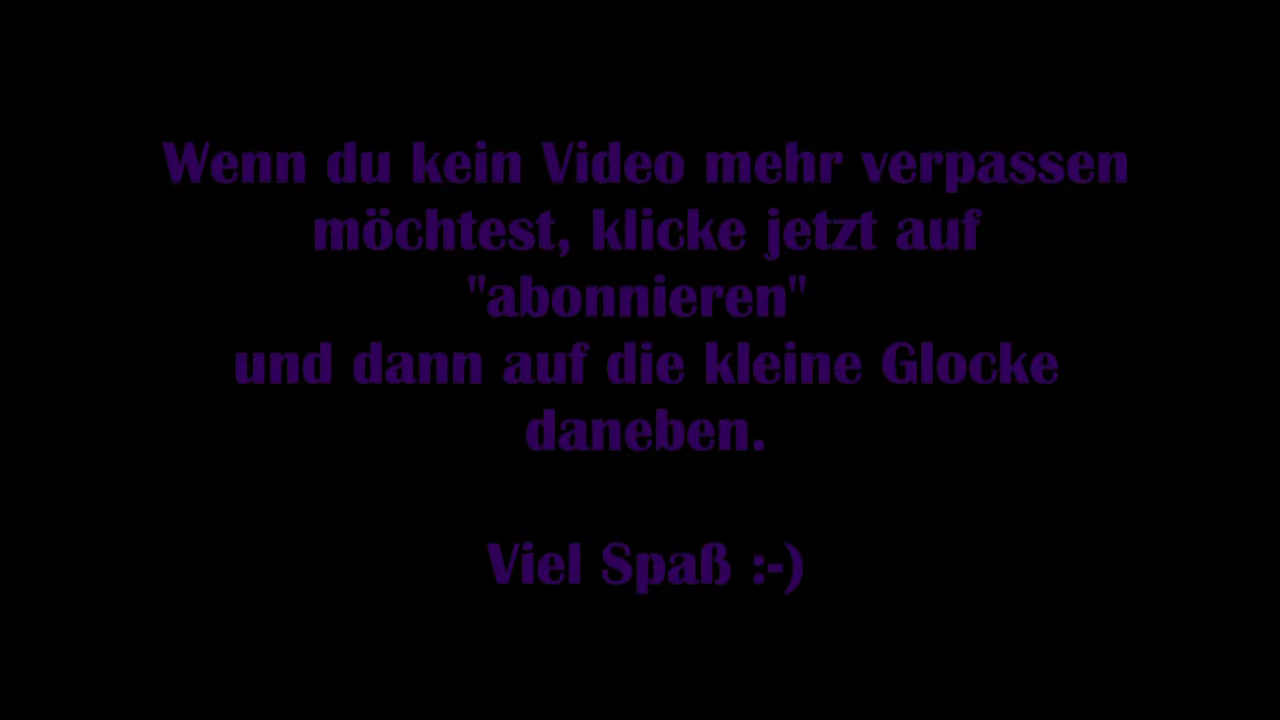 Wenn du kein Video mehr verpassen
möchtest, klicke jetzt auf
"abonnieren"
und dann auf die kleine Glocke
daneben.
Viel Spaß :-)